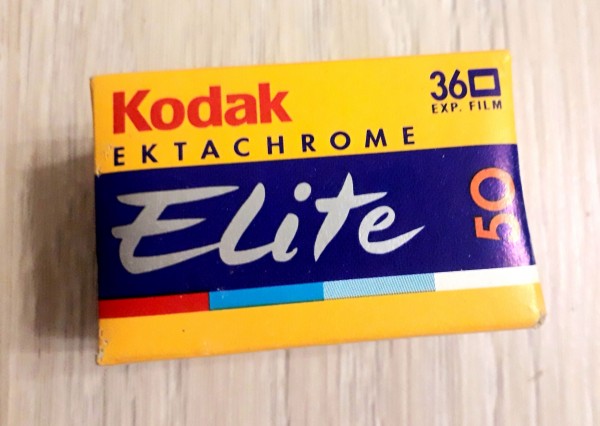 Kodak
36
EXP. FILM
EKTACHROME
Elite
50